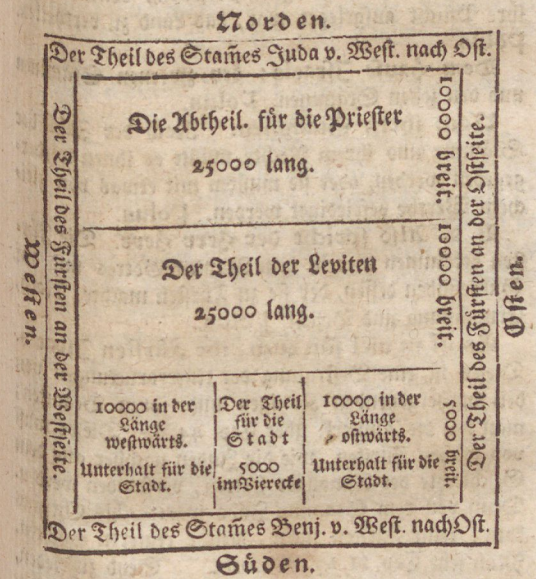 Norden.
Der Theil des Stam̃es Juda v. West. nach Ost.
Westen.
Der Theil des Fürsten an der Westseite.
Die Abtheil. für die Priester
25000 lang.
10000 breit.
Der Theil der Leviten
25000 lang.
10000 breit.
10000 in der
Länge
westwärts.
Unterhalt für die
Stadt.
Der Theil
für die
Stadt
5000
im Vierecke
10000 in der
Länge
ostwärts.
Unterhalt für die
Stadt.
5000 breit.
Der Theil des Fürsten an der Ostseite.
Osten.
Der Theil des Stam̃es Benj. v. West. nach Ost.
Süden.